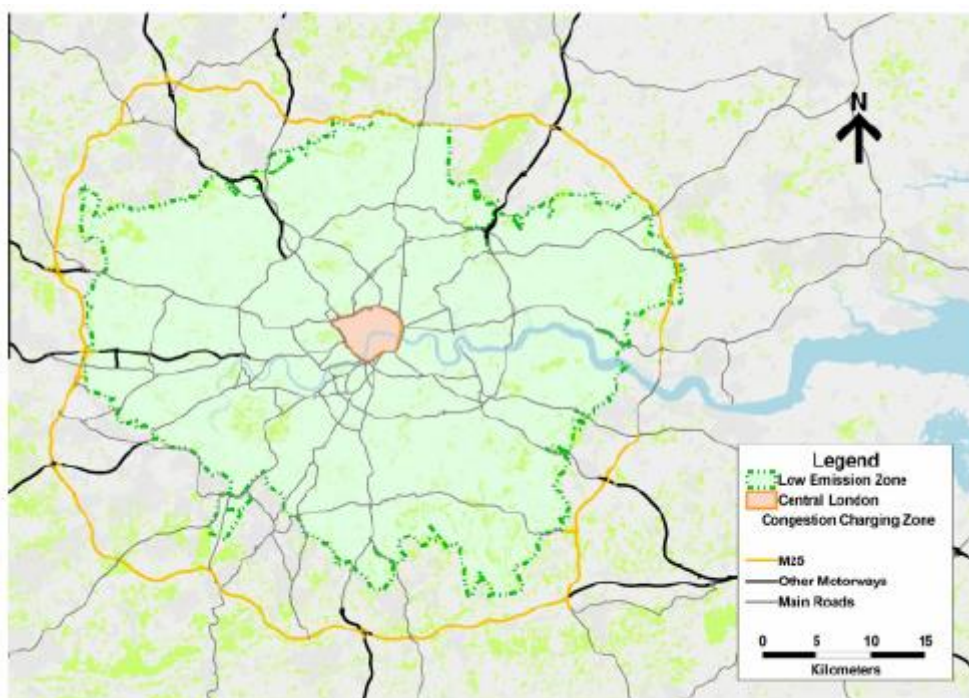 N
Legend
Low Emission Zone
Central London
Congestion Charging Zone
M25
Other Motorways
Main Roads
0 5 10 15
Kilometers